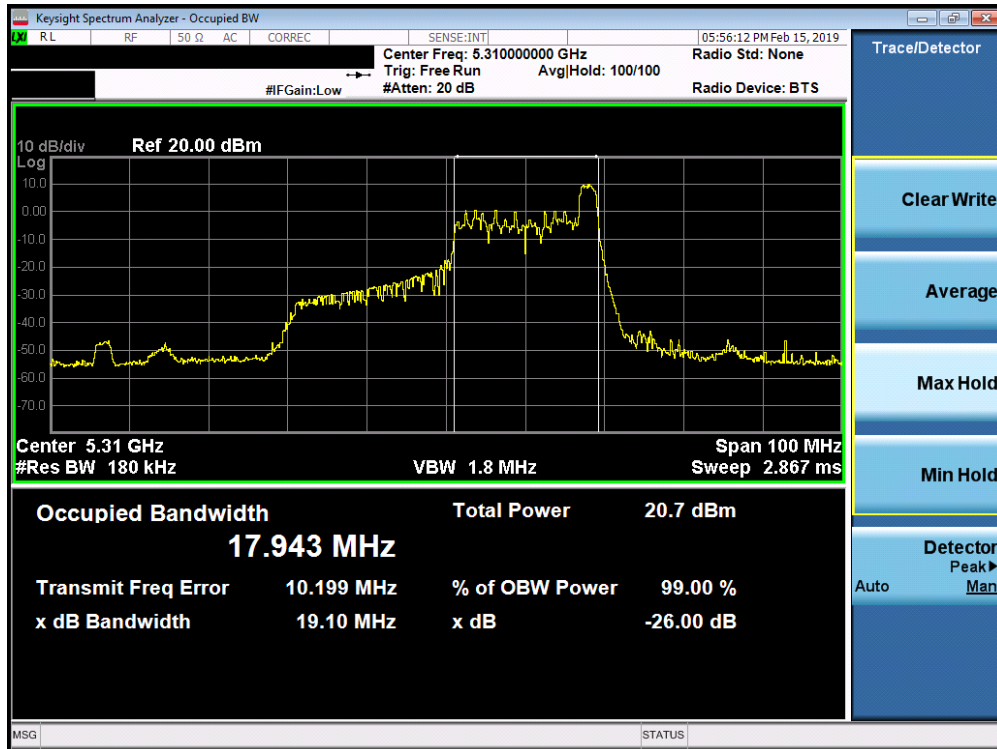 Keysight Spectrum Analyzer - Occupied BW
LXI RL RF 50 Ω AC CORREC SENSE:INT 05:56:12 PM Feb 15, 2019
Center Freq: 5.310000000 GHz Radio Std: None
Trig: Free Run Avg|Hold: 100/100
#IFGain:Low #Atten: 20 dB Radio Device: BTS
10 dB/div Ref 20.00 dBm
Log
10.0
0.00
-10.0
-20.0
-30.0
-40.0
-50.0
-60.0
-70.0
Center 5.31 GHz Span 100 MHz
#Res BW 180 kHz VBW 1.8 MHz Sweep 2.867 ms
Occupied Bandwidth Total Power 20.7 dBm
17.943 MHz
Transmit Freq Error 10.199 MHz % of OBW Power 99.00 %
x dB Bandwidth 19.10 MHz x dB -26.00 dB
MSG STATUS
Trace/Detector
Clear Write
Average
Max Hold
Min Hold
Detector
Peak▶
Auto Man